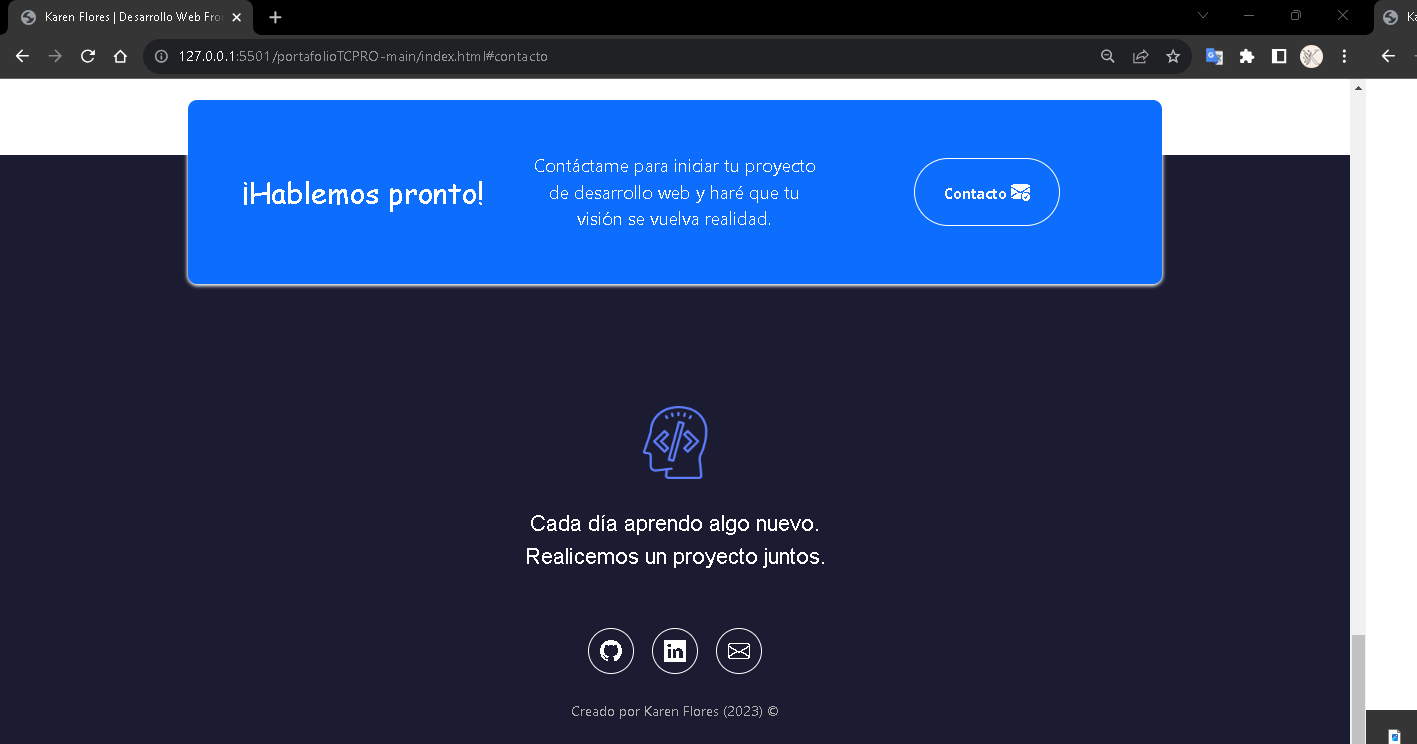 Karen Flores | Desarrollo Web Fro
127.0.0.1:5501/portafolioTCPRO-main/index.html#contacto
¡Hablemos pronto!
Contáctame para iniciar tu proyecto
de desarrollo web y haré que tu
visión se vuelva realidad.
Contacto
</>
Cada día aprendo algo nuevo.
Realicemos un proyecto juntos.
in
Creado por Karen Flores (2023) ©